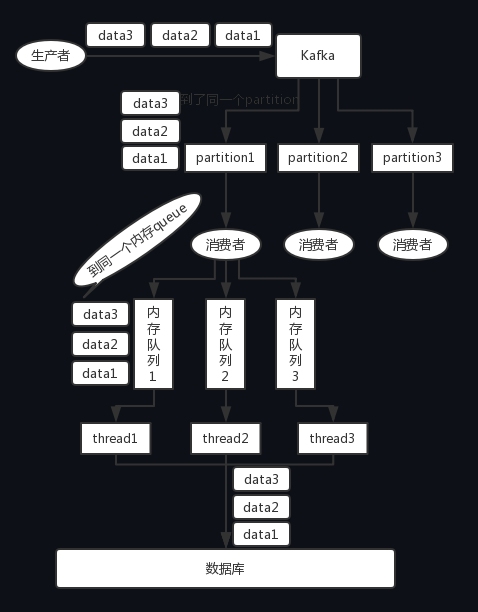 data3 data2 data1
生产者
Kafka
到了同一个partition
data3
data2
data1
partition1 partition2 partition3
到同一个内存queue
消费者 消费者 消费者
data3
data2
data1
内存队列1
内存队列2
内存队列3
thread1 thread2 thread3
data3
data2
data1
数据库